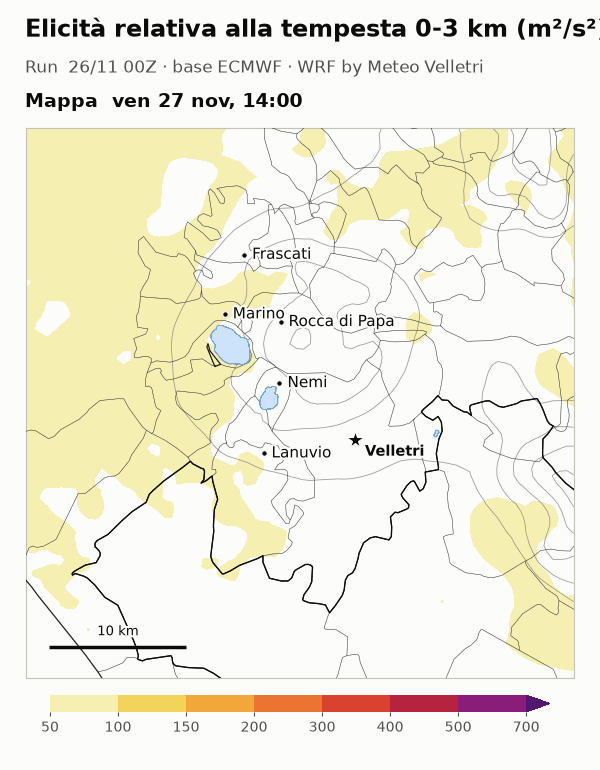 Elicità relativa alla tempesta 0-3 km (m²/s²)
Run 26/11 00Z · base ECMWF · WRF by Meteo Velletri
Mappa ven 27 nov, 14:00
Frascati
Marino
Rocca di Papa
Nemi
Velletri
Lanuvio
10 km
50 100 150 200 300 400 500 700